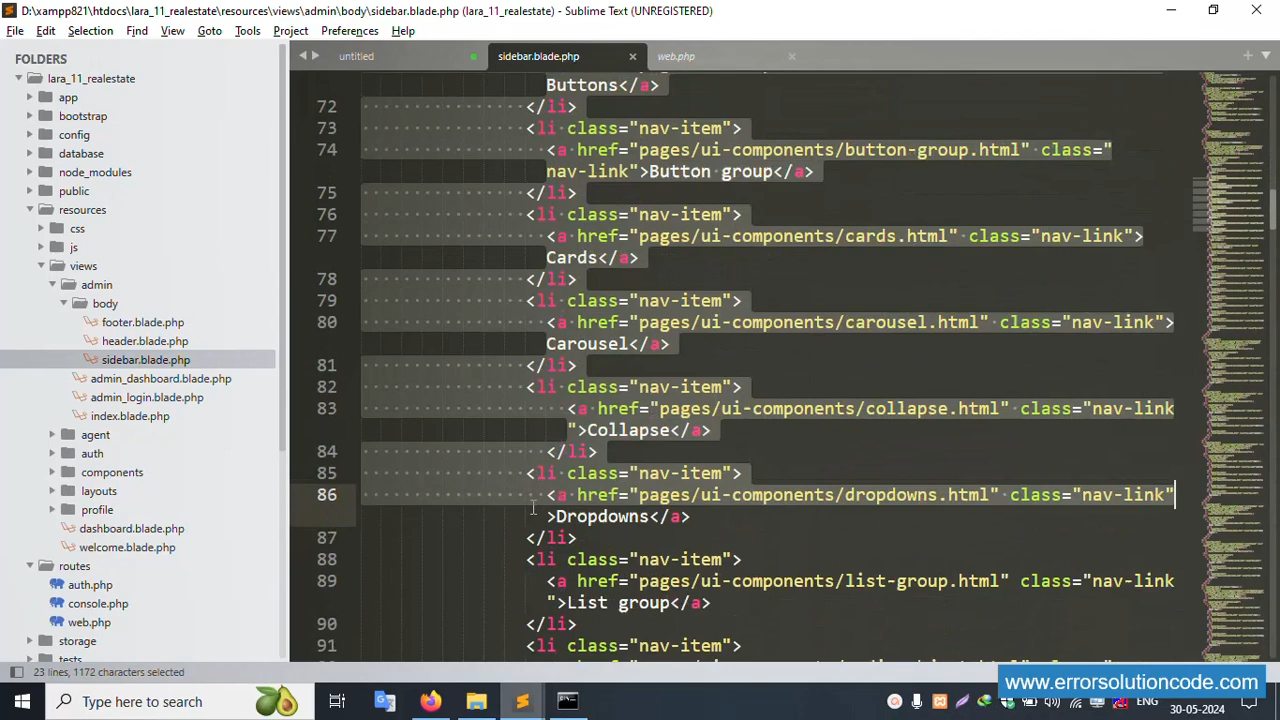 D:\xampp821\htdocs\lara_11_realestate\resources\views\admin\body\sidebar.blade.php (lara_11_realestate) - Sublime Text (UNREGISTERED)
File Edit Selection Find View Goto Tools Project Preferences Help
FOLDERS
lara_11_realestate
app
bootstrap
config
database
node_modules
public
resources
css
js
views
admin
body
footer.blade.php
header.blade.php
sidebar.blade.php
admin_dashboard.blade.php
admin_login.blade.php
index.blade.php
agent
auth
components
layouts
profile
dashboard.blade.php
welcome.blade.php
routes
auth.php
console.php
web.php
storage
tests
untitled
sidebar.blade.php
web.php
Buttons</a>
72 </li>
73 <li class="nav-item">
74 <a href="pages/ui-components/button-group.html" class="
nav-link">Button group</a>
75 </li>
76 <li class="nav-item">
77 <a href="pages/ui-components/cards.html" class="nav-link">
Cards</a>
78 </li>
79 <li class="nav-item">
80 <a href="pages/ui-components/carousel.html" class="nav-link">
Carousel</a>
81 </li>
82 <li class="nav-item">
83 <a href="pages/ui-components/collapse.html" class="nav-link
">Collapse</a>
84 </li>
85 <li class="nav-item">
86 <a href="pages/ui-components/dropdowns.html" class="nav-link"
>Dropdowns</a>
87 </li>
88 <li class="nav-item">
89 <a href="pages/ui-components/list-group.html" class="nav-link
">List group</a>
90 </li>
91 <li class="nav-item">
23 lines, 1172 characters selected
www.errorsolutioncode.com
Type here to search
ENG
30-05-2024